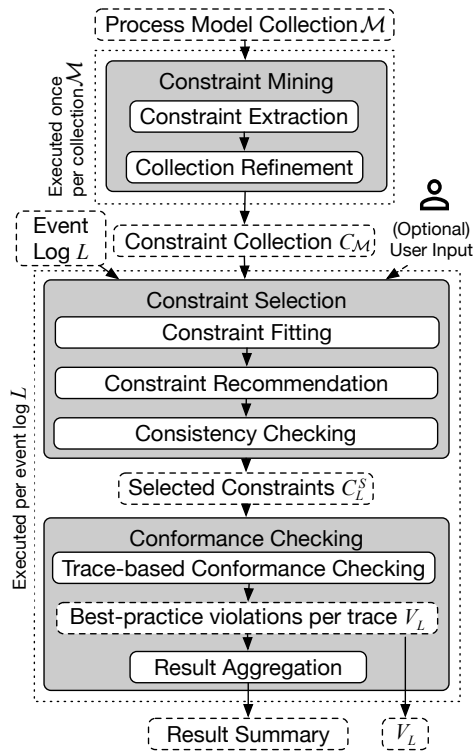 Process Model Collection ℳ
Executed once
per collection ℳ
Constraint Mining
Constraint Extraction
Collection Refinement
Event
Log L
Constraint Collection Cℳ
(Optional)
User Input
Executed per event log L
Constraint Selection
Constraint Fitting
Constraint Recommendation
Consistency Checking
Selected Constraints C_L^S
Conformance Checking
Trace-based Conformance Checking
Best-practice violations per trace V_L
Result Aggregation
Result Summary
V_L